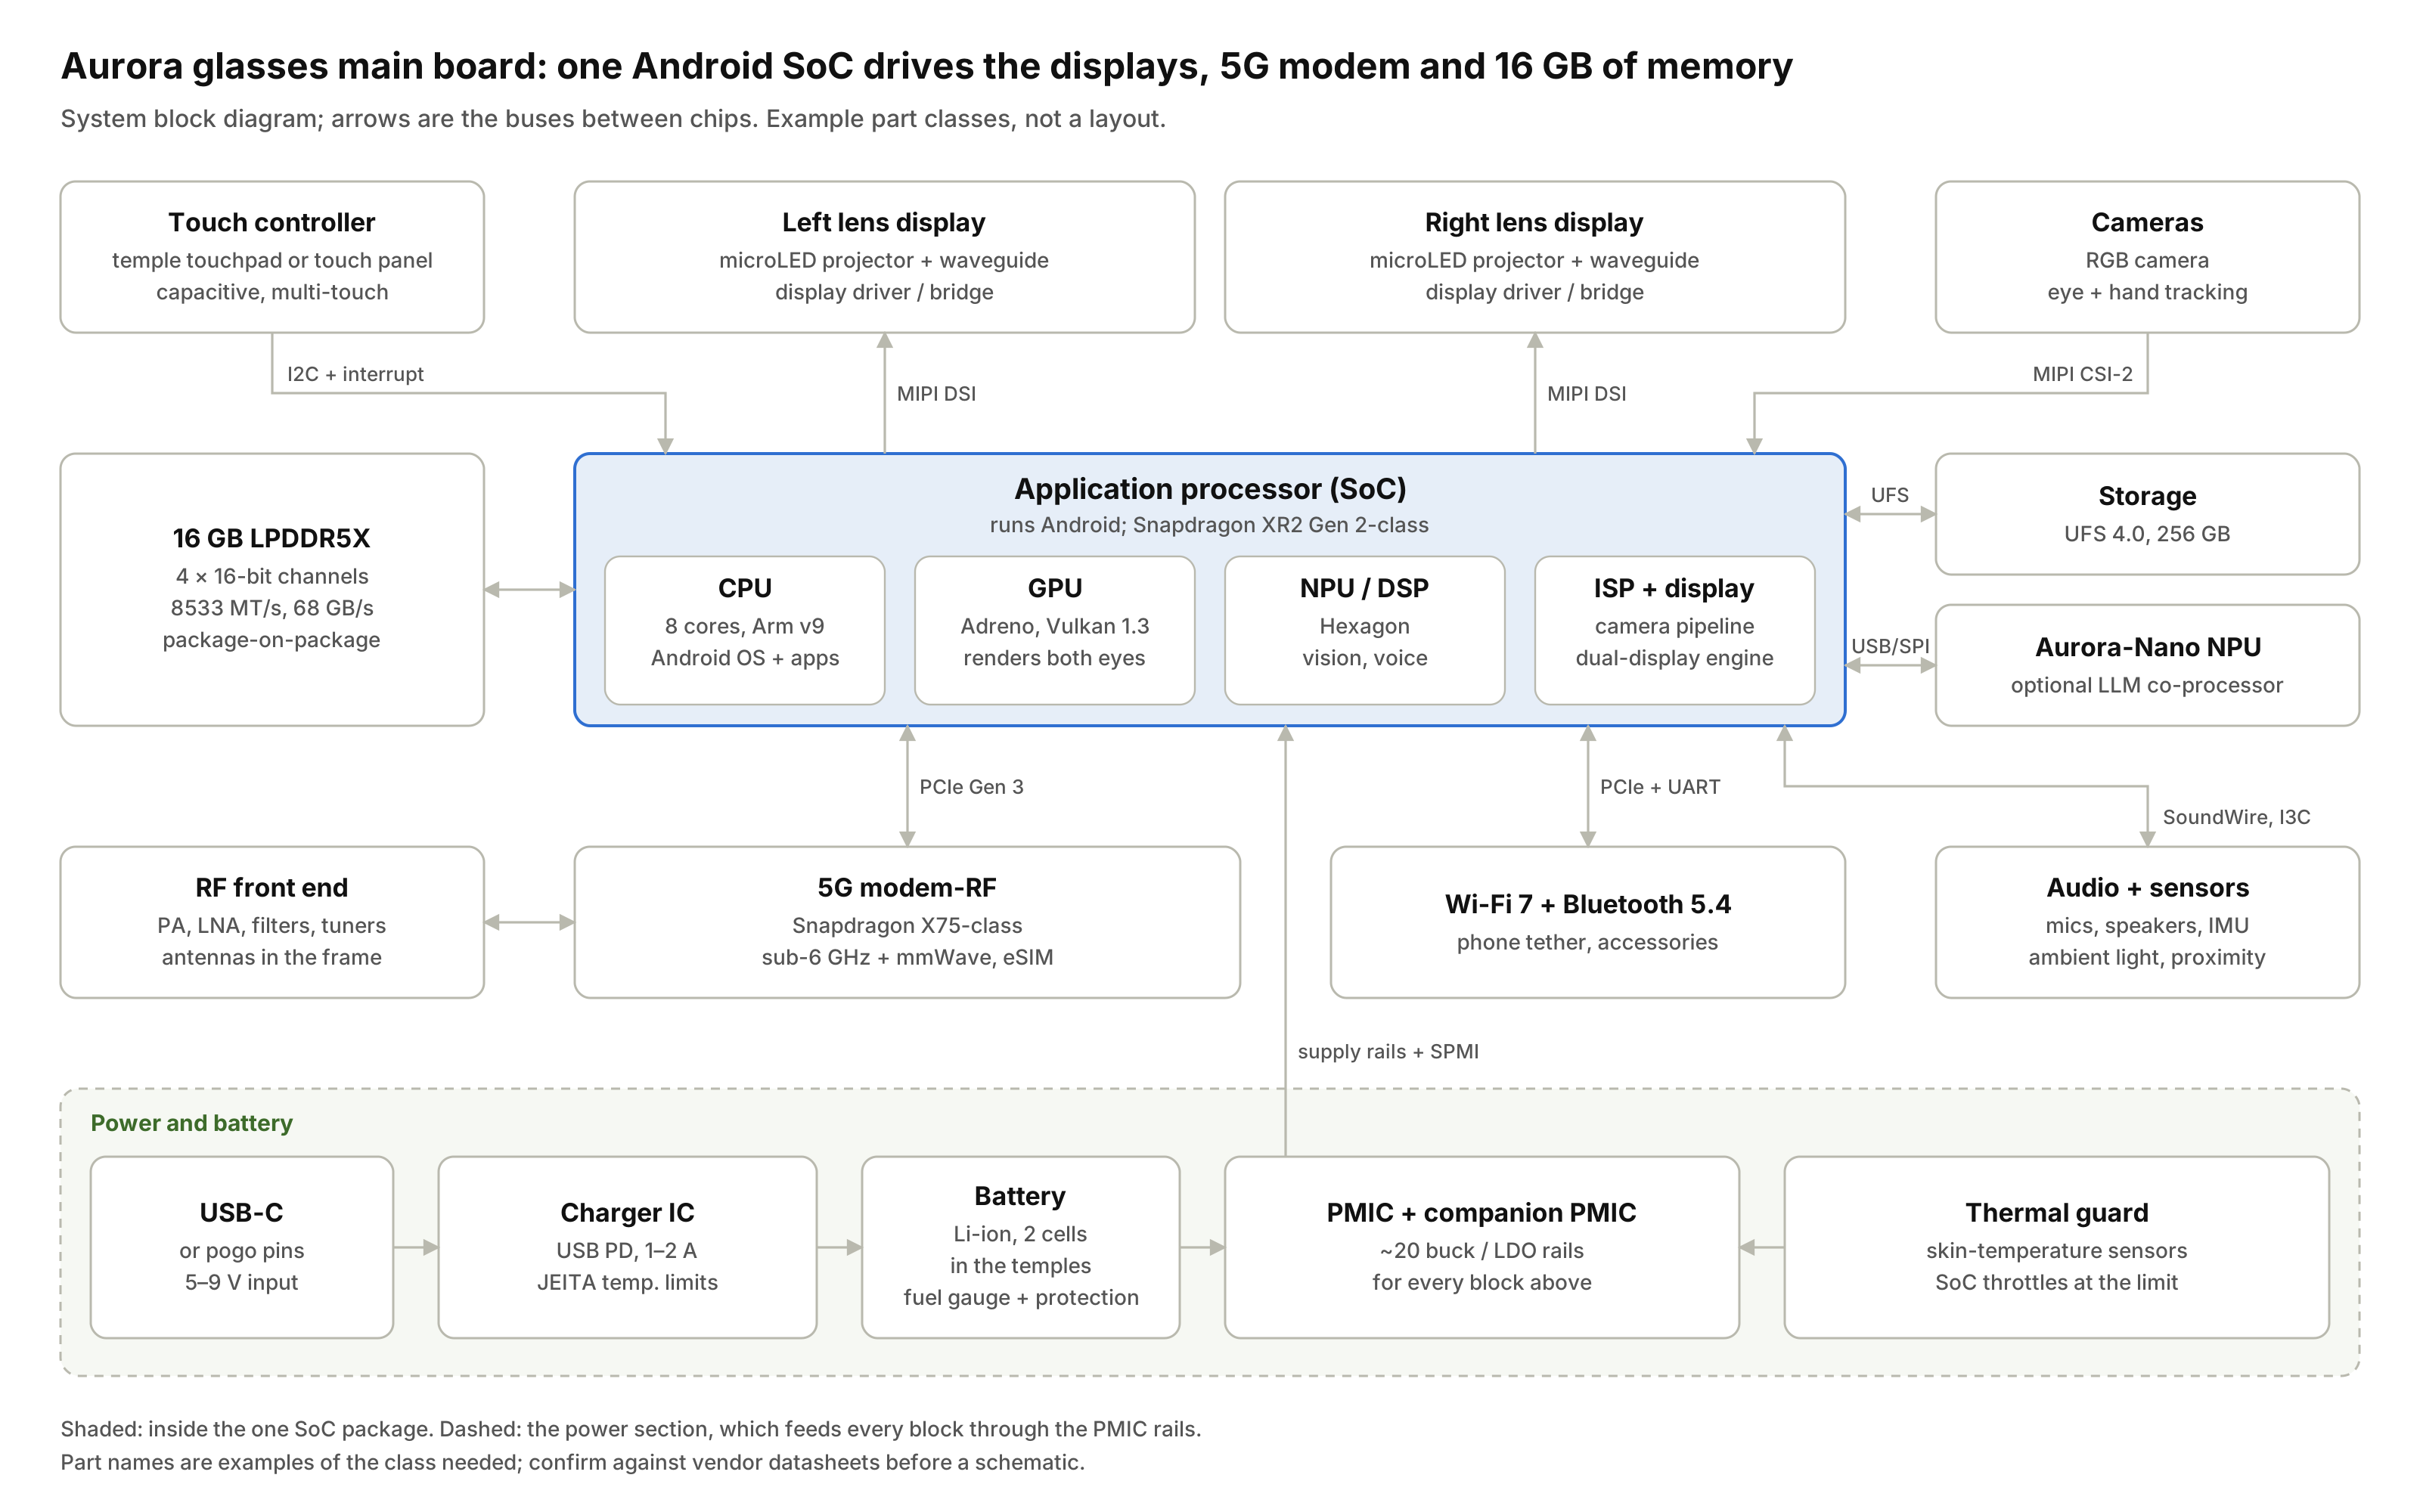 Aurora glasses main board: one Android SoC drives the displays, 5G modem and 16 GB of memory
System block diagram; arrows are the buses between chips. Example part classes, not a layout.
Touch controller
temple touchpad or touch panel
capacitive, multi-touch
Left lens display
microLED projector + waveguide
display driver / bridge
Right lens display
microLED projector + waveguide
display driver / bridge
Cameras
RGB camera
eye + hand tracking
I2C + interrupt
MIPI DSI
MIPI DSI
MIPI CSI-2
16 GB LPDDR5X
4 × 16-bit channels
8533 MT/s, 68 GB/s
package-on-package
Application processor (SoC)
runs Android; Snapdragon XR2 Gen 2-class
CPU
8 cores, Arm v9
Android OS + apps
GPU
Adreno, Vulkan 1.3
renders both eyes
NPU / DSP
Hexagon
vision, voice
ISP + display
camera pipeline
dual-display engine
UFS
Storage
UFS 4.0, 256 GB
USB/SPI
Aurora-Nano NPU
optional LLM co-processor
PCIe Gen 3
PCIe + UART
SoundWire, I3C
RF front end
PA, LNA, filters, tuners
antennas in the frame
5G modem-RF
Snapdragon X75-class
sub-6 GHz + mmWave, eSIM
Wi-Fi 7 + Bluetooth 5.4
phone tether, accessories
Audio + sensors
mics, speakers, IMU
ambient light, proximity
supply rails + SPMI
Power and battery
USB-C
or pogo pins
5–9 V input
Charger IC
USB PD, 1–2 A
JEITA temp. limits
Battery
Li-ion, 2 cells
in the temples
fuel gauge + protection
PMIC + companion PMIC
~20 buck / LDO rails
for every block above
Thermal guard
skin-temperature sensors
SoC throttles at the limit
Shaded: inside the one SoC package. Dashed: the power section, which feeds every block through the PMIC rails.
Part names are examples of the class needed; confirm against vendor datasheets before a schematic.